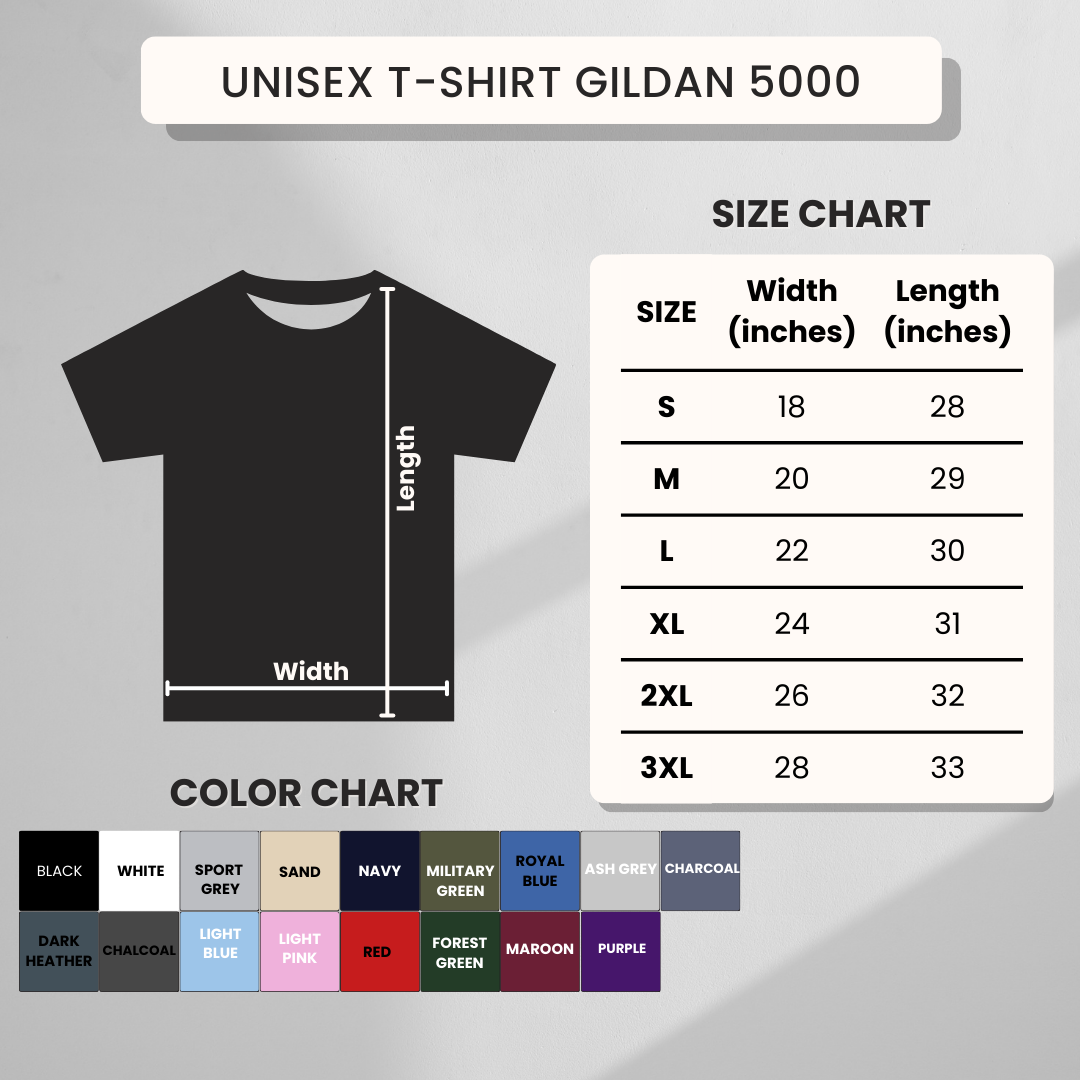 UNISEX T-SHIRT GILDAN 5000
SIZE CHART
SIZE Width (inches) Length (inches)
S 18 28
M 20 29
L 22 30
XL 24 31
2XL 26 32
3XL 28 33
Length
Width
COLOR CHART
BLACK
WHITE
SPORT
GREY
SAND
NAVY
MILITARY
GREEN
ROYAL
BLUE
ASH GREY
CHARCOAL
DARK
HEATHER
CHALCOAL
LIGHT
BLUE
LIGHT
PINK
RED
FOREST
GREEN
MAROON
PURPLE